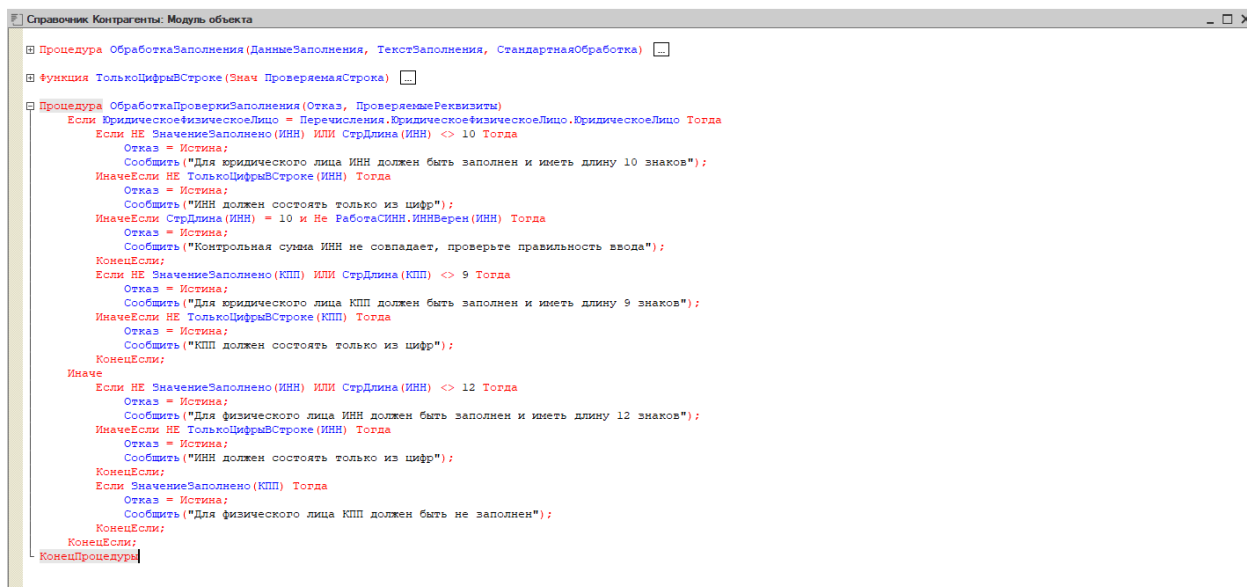 Справочник Контрагенты: Модуль объекта
Процедура ОбработкаЗаполнения(ДанныеЗаполнения, ТекстЗаполнения, СтандартнаяОбработка) ...
Функция ТолькоЦифрыВСтроке(Знач ПроверяемаяСтрока) ...
Процедура ОбработкаПроверкиЗаполнения(Отказ, ПроверяемыеРеквизиты)
Если ЮридическоеФизическоеЛицо = Перечисления.ЮридическоеФизическоеЛицо.ЮридическоеЛицо Тогда
Если НЕ ЗначениеЗаполнено(ИНН) ИЛИ СтрДлина(ИНН) <> 10 Тогда
Отказ = Истина;
Сообщить("Для юридического лица ИНН должен быть заполнен и иметь длину 10 знаков");
ИначеЕсли НЕ ТолькоЦифрыВСтроке(ИНН) Тогда
Отказ = Истина;
Сообщить("ИНН должен состоять только из цифр");
ИначеЕсли СтрДлина(ИНН) = 10 и Не РаботаСИНН.ИННВерен(ИНН) Тогда
Отказ = Истина;
Сообщить("Контрольная сумма ИНН не совпадает, проверьте правильность ввода");
КонецЕсли;
Если НЕ ЗначениеЗаполнено(КПП) ИЛИ СтрДлина(КПП) <> 9 Тогда
Отказ = Истина;
Сообщить("Для юридического лица КПП должен быть заполнен и иметь длину 9 знаков");
ИначеЕсли НЕ ТолькоЦифрыВСтроке(КПП) Тогда
Отказ = Истина;
Сообщить("КПП должен состоять только из цифр");
КонецЕсли;
Иначе
Если НЕ ЗначениеЗаполнено(ИНН) ИЛИ СтрДлина(ИНН) <> 12 Тогда
Отказ = Истина;
Сообщить("Для физического лица ИНН должен быть заполнен и иметь длину 12 знаков");
ИначеЕсли НЕ ТолькоЦифрыВСтроке(ИНН) Тогда
Отказ = Истина;
Сообщить("ИНН должен состоять только из цифр");
КонецЕсли;
Если ЗначениеЗаполнено(КПП) Тогда
Отказ = Истина;
Сообщить("Для физического лица КПП должен быть не заполнен");
КонецЕсли;
КонецЕсли;
КонецПроцедуры